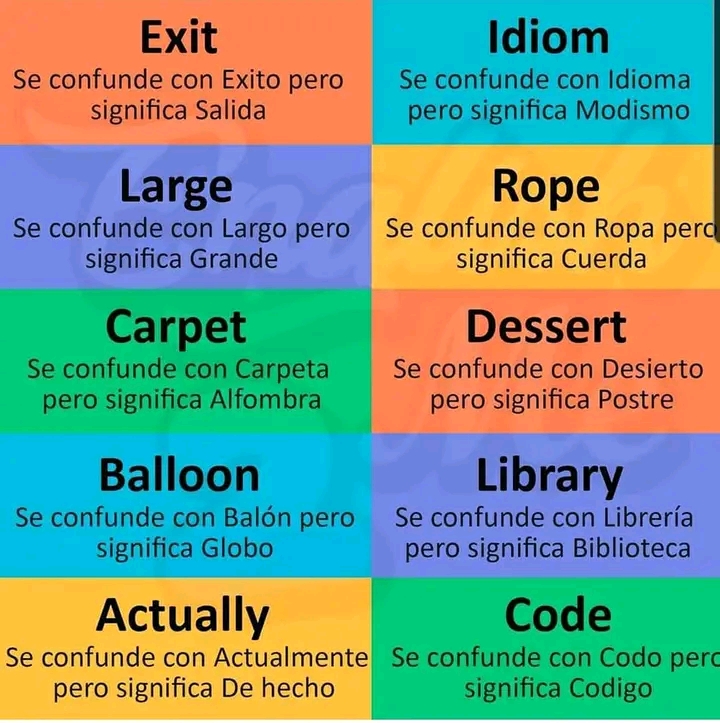 Exit
Se confunde con Exito pero
significa Salida
Idiom
Se confunde con Idioma
pero significa Modismo
Large
Se confunde con Largo pero
significa Grande
Rope
Se confunde con Ropa pero
significa Cuerda
Carpet
Se confunde con Carpeta
pero significa Alfombra
Dessert
Se confunde con Desierto
pero significa Postre
Balloon
Se confunde con Balón pero
significa Globo
Library
Se confunde con Librería
pero significa Biblioteca
Actually
Se confunde con Actualmente
pero significa De hecho
Code
Se confunde con Codo pero
significa Codigo